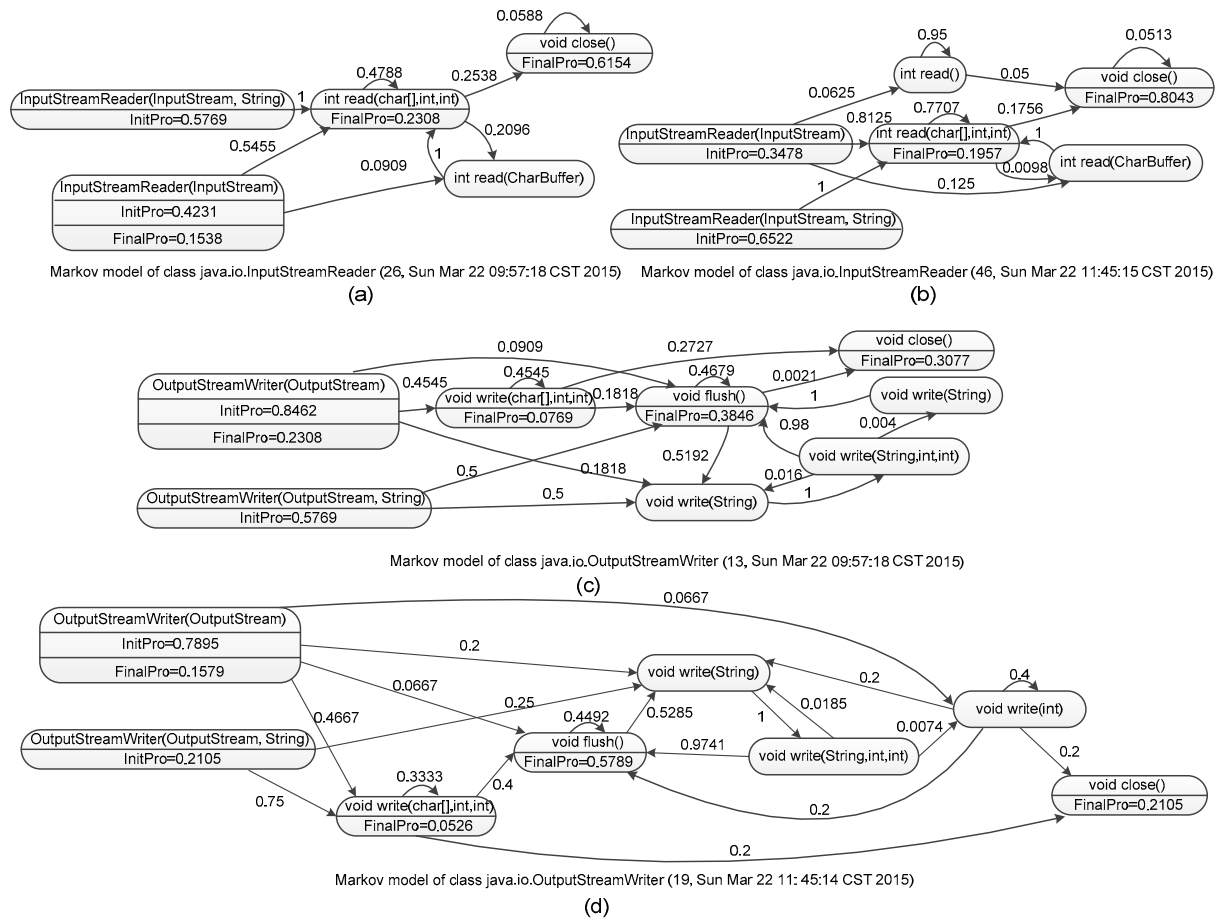 0.0588
void close()
FinalPro=0.6154
0.4788
0.2538
int read(char[],int,int)
FinalPro=0.2308
InputStreamReader(InputStream, String)
InitPro=0.5769
1
0.5455
0.2096
1
0.0909
int read(CharBuffer)
InputStreamReader(InputStream)
InitPro=0.4231
FinalPro=0.1538
Markov model of class java.io.InputStreamReader (26, Sun Mar 22 09:57:18 CST 2015)
(a)
0.95
0.0513
int read()
0.05
void close()
FinalPro=0.8043
0.0625
0.7707
0.1756
0.8125
InputStreamReader(InputStream)
InitPro=0.3478
int read(char[],int,int)
FinalPro=0.1957
1
0.0098
int read(CharBuffer)
0.125
1
InputStreamReader(InputStream, String)
InitPro=0.6522
Markov model of class java.io.InputStreamReader (46, Sun Mar 22 11:45:15 CST 2015)
(b)
0.0909
0.2727
void close()
FinalPro=0.3077
OutputStreamWriter(OutputStream)
InitPro=0.8462
FinalPro=0.2308
0.4545
0.4545
void write(char[],int,int)
FinalPro=0.0769
0.1818
0.4679
void flush()
FinalPro=0.3846
0.0021
1
void write(String)
0.004
0.98
void write(String,int,int)
0.5192
0.016
0.1818
0.5
OutputStreamWriter(OutputStream, String)
InitPro=0.5769
0.5
void write(String)
1
Markov model of class java.io.OutputStreamWriter (13, Sun Mar 22 09:57:18 CST 2015)
(c)
OutputStreamWriter(OutputStream)
InitPro=0.7895
FinalPro=0.1579
0.0667
0.2
void write(String)
0.2
0.4
void write(int)
0.0667
0.25
0.4667
0.5285
1
0.0185
0.0074
0.4492
void flush()
FinalPro=0.5789
0.9741
void write(String,int,int)
OutputStreamWriter(OutputStream, String)
InitPro=0.2105
0.2
void close()
FinalPro=0.2105
0.75
0.3333
0.4
void write(char[],int,int)
FinalPro=0.0526
0.2
0.2
Markov model of class java.io.OutputStreamWriter (19, Sun Mar 22 11:45:14 CST 2015)
(d)